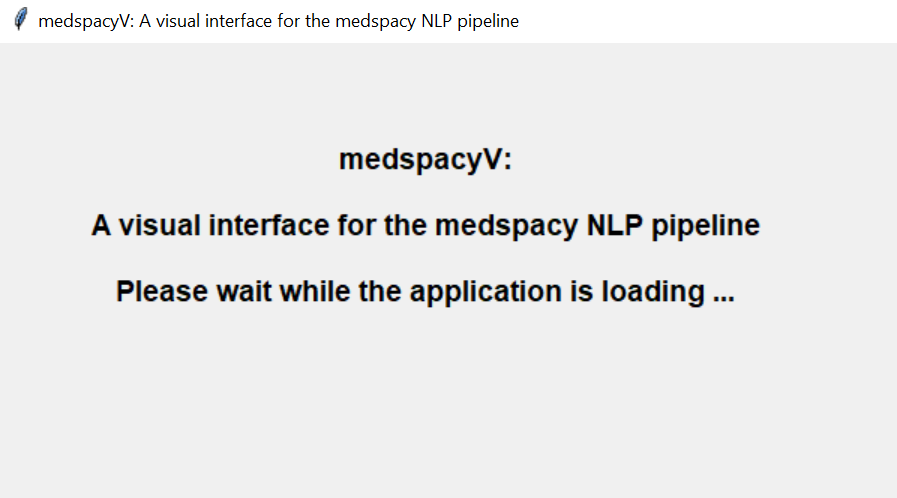 medspacyV: A visual interface for the medspacy NLP pipeline
medspacyV:
A visual interface for the medspacy NLP pipeline
Please wait while the application is loading ...